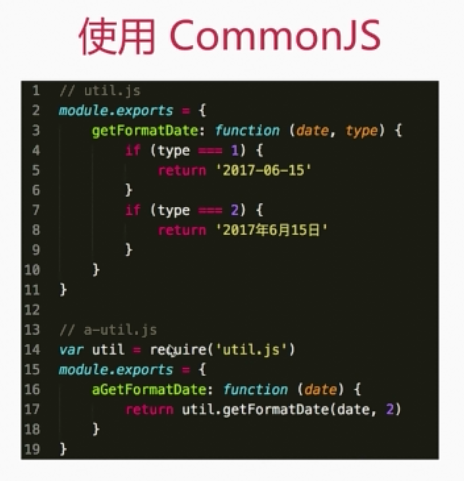 使用 CommonJS
1 // util.js
2 module.exports = {
3     getFormatDate: function (date, type) {
4         if (type === 1) {
5             return '2017-06-15'
6         }
7         if (type === 2) {
8             return '2017年6月15日'
9         }
10     }
11 }
12
13 // a-util.js
14 var util = require('util.js')
15 module.exports = {
16     aGetFormatDate: function (date) {
17         return util.getFormatDate(date, 2)
18     }
19 }